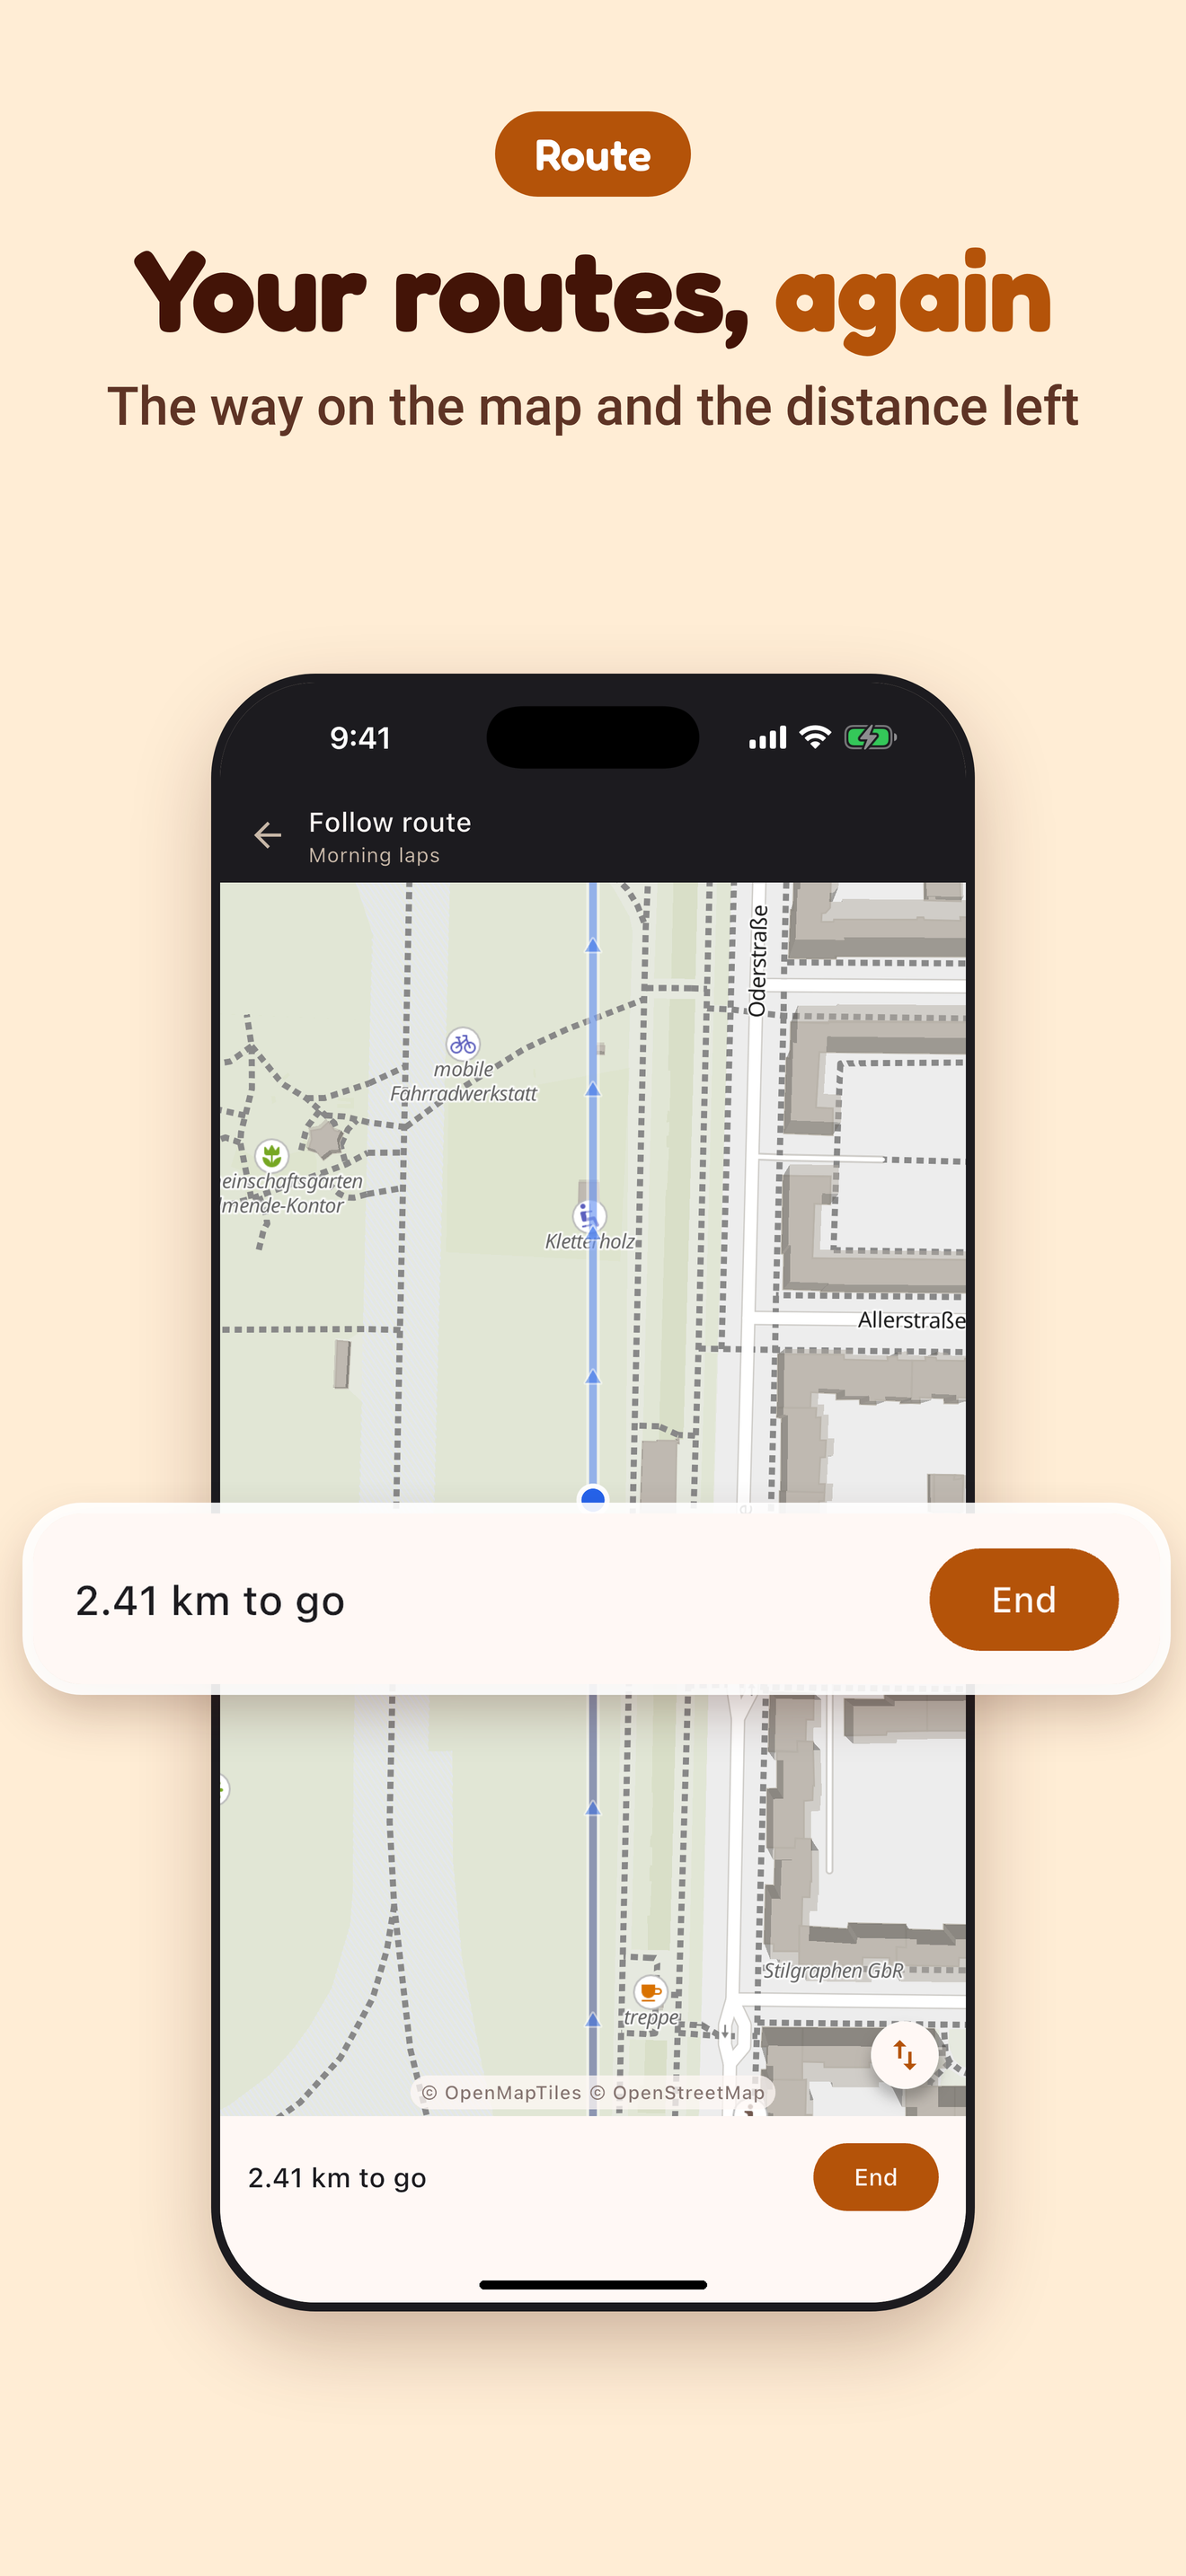 Route
Your routes, again
The way on the map and the distance left
9:41
Follow route
Morning laps
Oderstraße
mobile
Fahrradwerkstatt
einschaftsgarten
lmende-Kontor
Kletterholz
Allerstraße
2.41 km to go
End
Stilgraphen GbR
treppe
© OpenMapTiles © OpenStreetMap
2.41 km to go
End